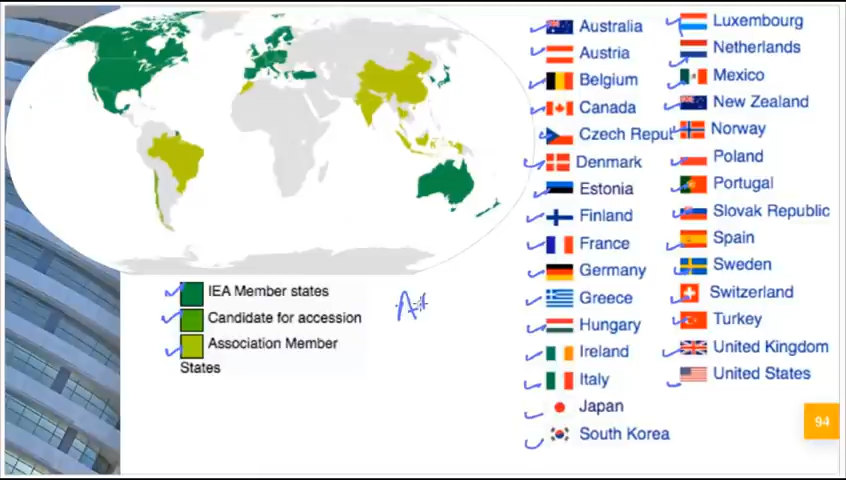 Australia
Austria
Belgium
Canada
Czech Reput
Denmark
Estonia
Finland
France
Germany
Greece
Hungary
Ireland
Italy
Japan
South Korea
Luxembourg
Netherlands
Mexico
New Zealand
Norway
Poland
Portugal
Slovak Republic
Spain
Sweden
Switzerland
Turkey
United Kingdom
United States
IEA Member states
Candidate for accession
Association Member
States
94